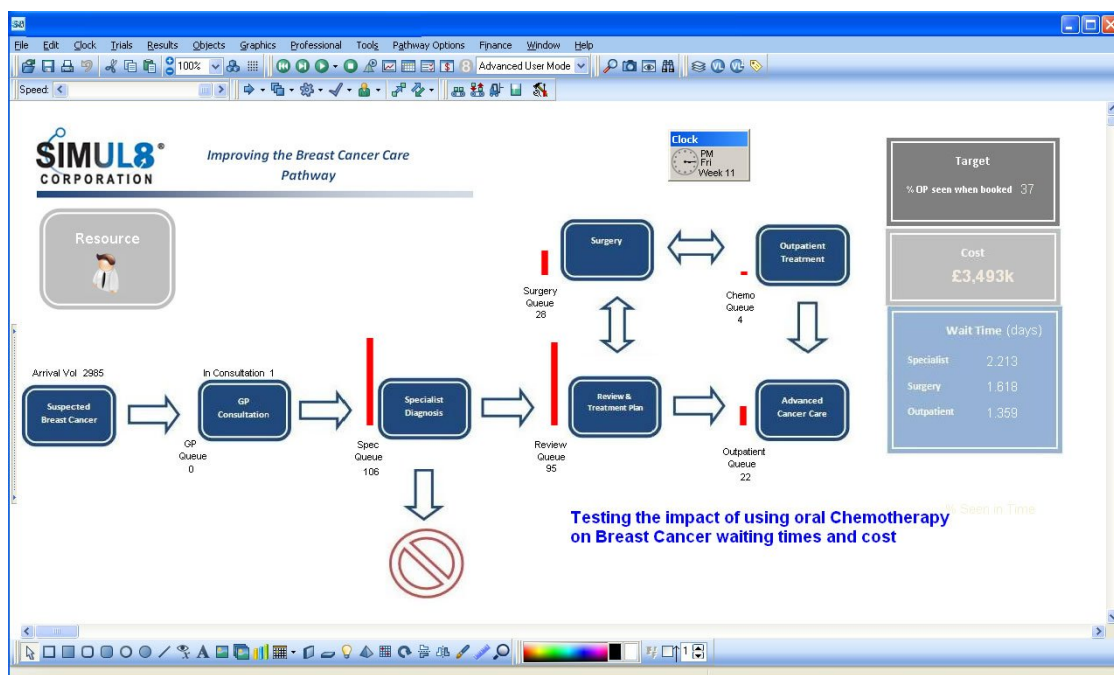 S8
File Edit Clock Trials Results Objects Graphics Professional Tools Pathway Options Finance Window Help
100%
Advanced User Mode
Speed:
SIMUL8®
CORPORATION
Improving the Breast Cancer Care
Pathway
Clock
PM
Fri
Week 11
Target
% OP seen when booked 37
Resource
Cost
£3,493k
Surgery
Outpatient
Treatment
Surgery
Queue
28
Chemo
Queue
4
Wait Time (days)
Specialist 2.213
Surgery 1.618
Outpatient 1.359
Arrival Vol 2985
In Consultation 1
Suspected
Breast Cancer
GP
Consultation
Specialist
Diagnosis
Review &
Treatment Plan
Advanced
Cancer Care
GP
Queue
0
Spec
Queue
106
Review
Queue
95
Outpatient
Queue
22
Testing the impact of using oral Chemotherapy
on Breast Cancer waiting times and cost
% Seen in Time
1